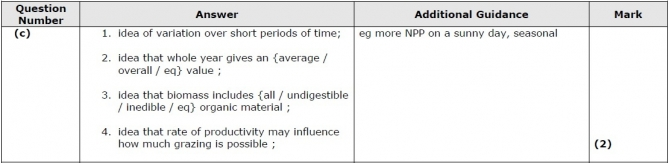 Question Number Answer Additional Guidance Mark
(c) 1. idea of variation over short periods of time; eg more NPP on a sunny day, seasonal
2. idea that whole year gives an {average /
overall / eq} value ;
3. idea that biomass includes {all / undigestible
/ inedible / eq} organic material ;
4. idea that rate of productivity may influence
how much grazing is possible ; (2)